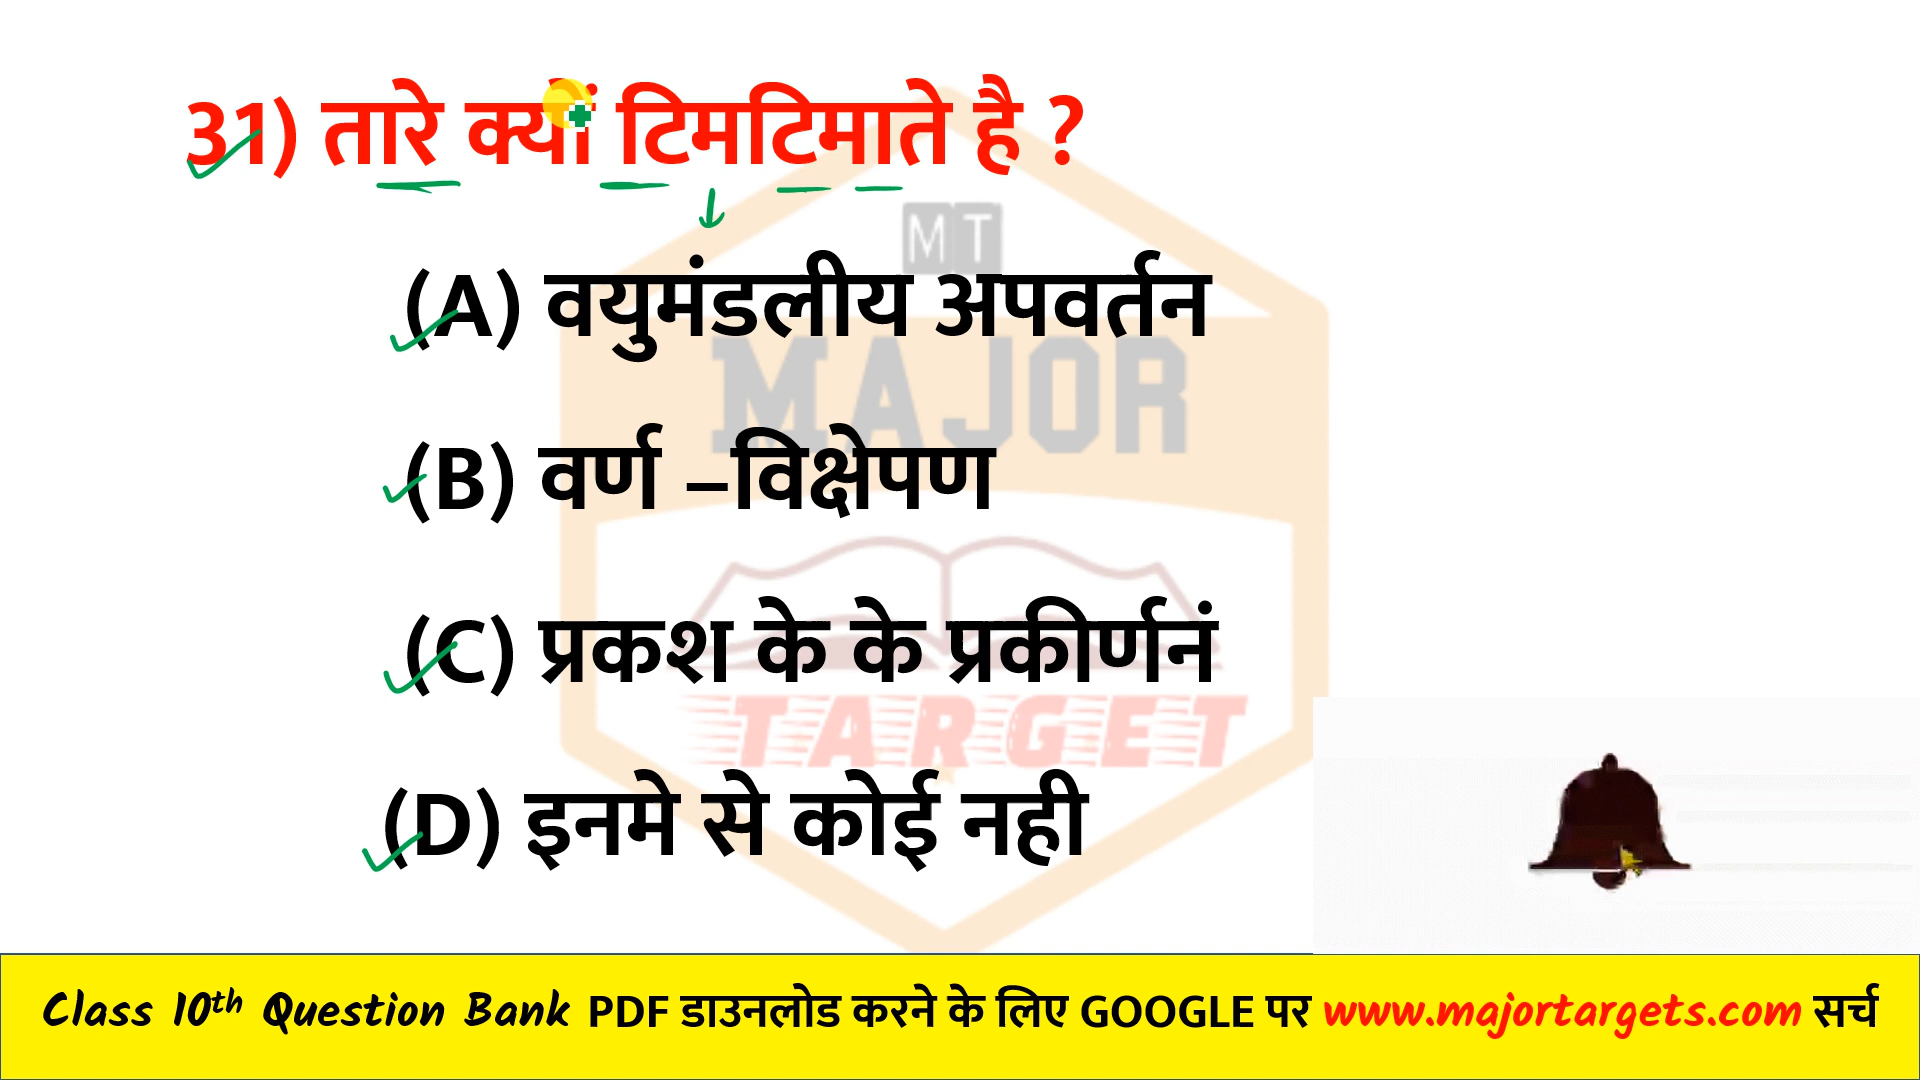 31) तारे क्यों टिमटिमाते है ?
MT
(A) वयुमंडलीय अपवर्तन
MAJOR
(B) वर्ण –विक्षेपण
(C) प्रकश के के प्रकीर्णनं
TARGET
(D) इनमे से कोई नही
Class 10th Question Bank PDF डाउनलोड करने के लिए GOOGLE पर www.majortargets.com सर्च